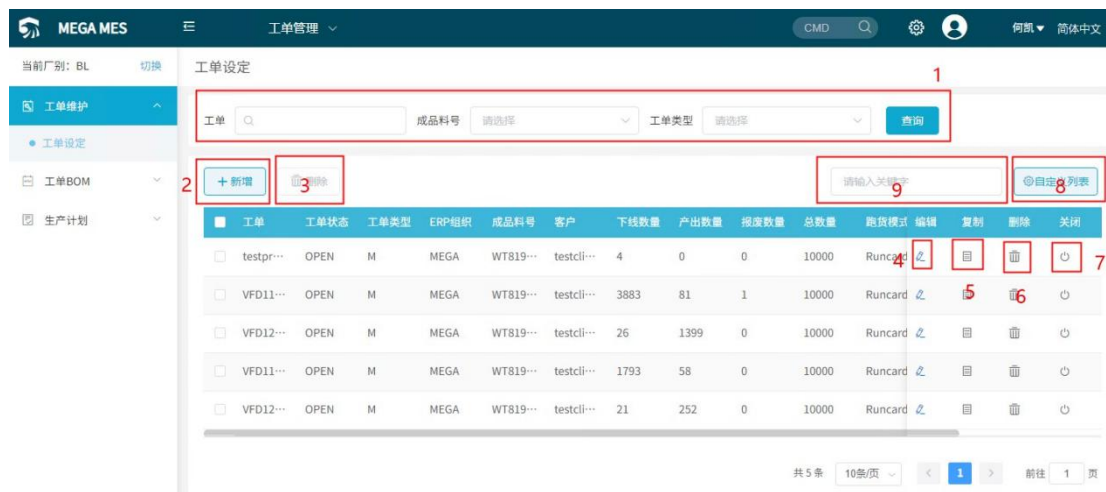 MEGA MES 工单管理 CMD 何凯 简体中文
当前厂别: BL 切换 工单设定
1
工单维护
工单 成品料号 请选择 工单类型 请选择 查询
工单设定
工单BOM
2 +新增 3 删除 请输入关键字 9 自定义列表 8
生产计划
工单 工单状态 工单类型 ERP组织 成品料号 客户 下线数量 产出数量 报废数量 总数量 跑货模式 编辑 复制 删除 关闭
testpr… OPEN M MEGA WT819… testcli… 4 0 0 10000 Runcard 4 7
VFD11… OPEN M MEGA WT819… testcli… 3883 81 1 10000 Runcard 5 6
VFD12… OPEN M MEGA WT819… testcli… 26 1399 0 10000 Runcard
VFD11… OPEN M MEGA WT819… testcli… 1793 58 0 10000 Runcard
VFD12… OPEN M MEGA WT819… testcli… 21 252 0 10000 Runcard
共 5 条 10条/页 < 1 > 前往 1 页